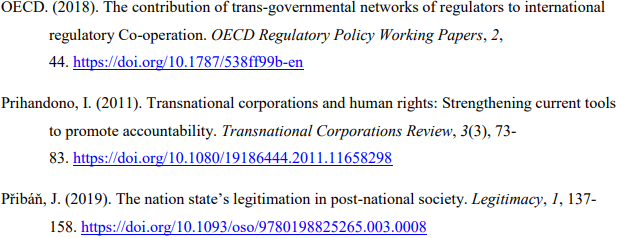 OECD. (2018). The contribution of trans-governmental networks of regulators to international
regulatory Co-operation. OECD Regulatory Policy Working Papers, 2,
44. https://doi.org/10.1787/538ff99b-en
Prihandono, I. (2011). Transnational corporations and human rights: Strengthening current tools
to promote accountability. Transnational Corporations Review, 3(3), 73-
83. https://doi.org/10.1080/19186444.2011.11658298
Přibáň, J. (2019). The nation state’s legitimation in post-national society. Legitimacy, 1, 137-
158. https://doi.org/10.1093/oso/9780198825265.003.0008